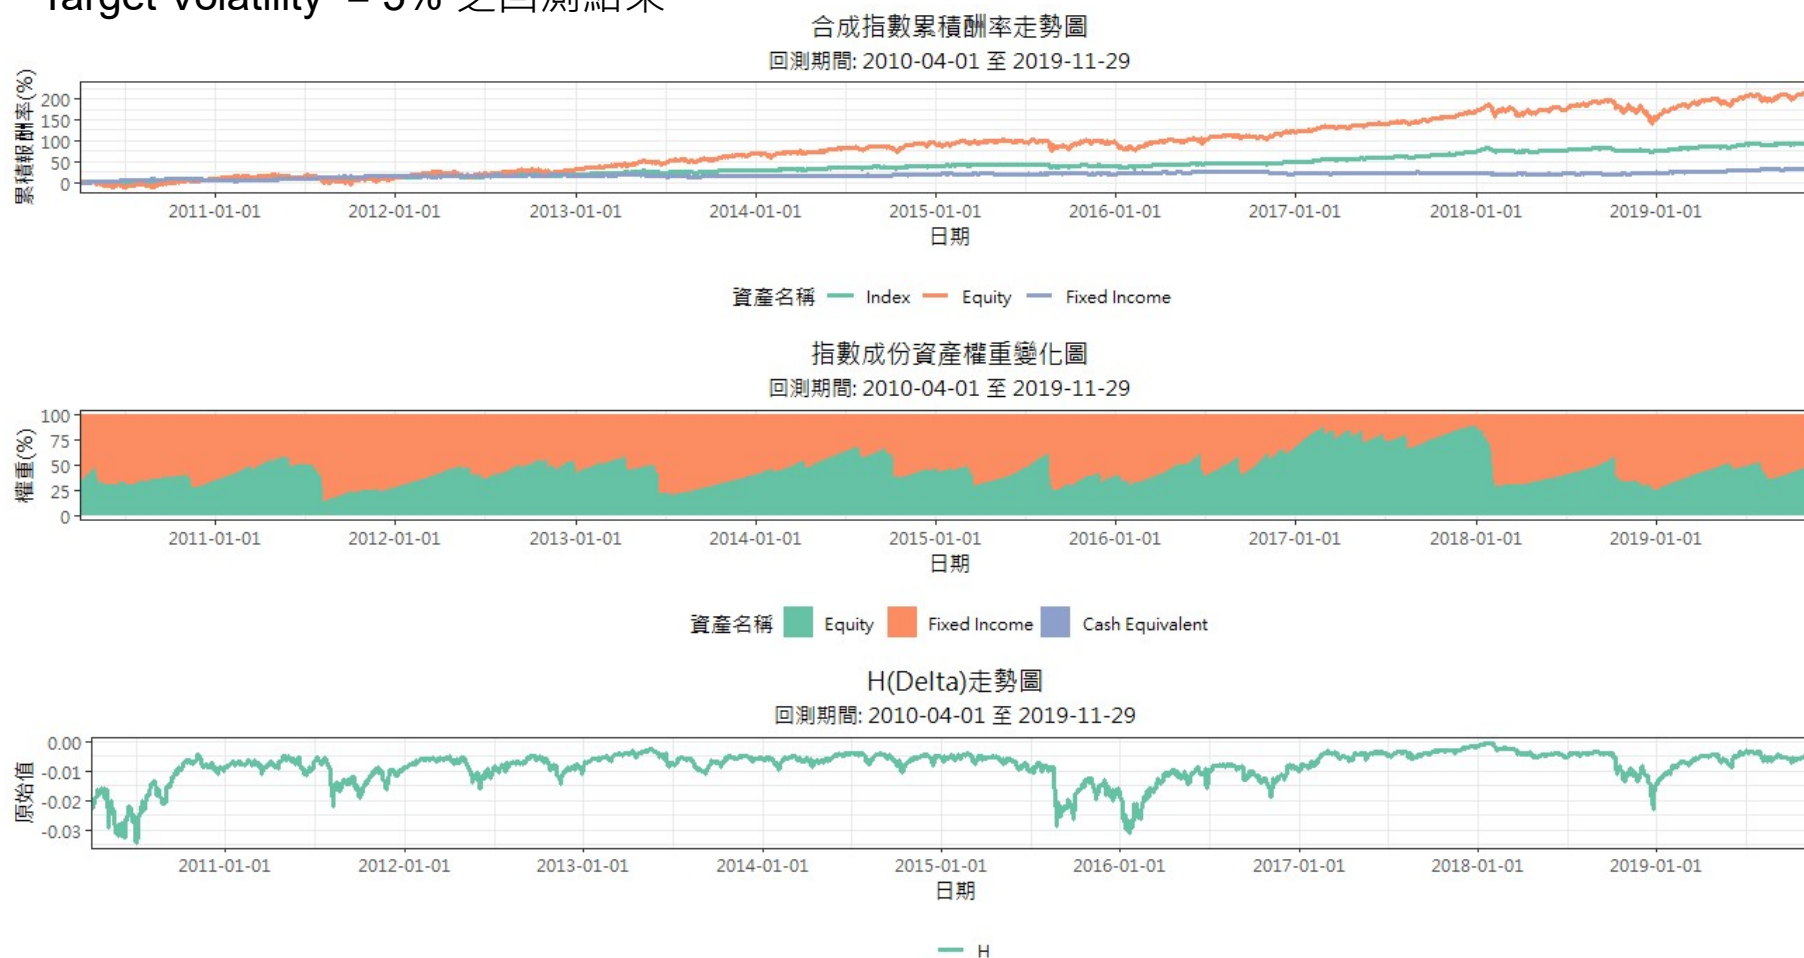 Target Volatility = 5% 之回測結果
合成指數累積酬率走勢圖
回測期間: 2010-04-01 至 2019-11-29
累積報酬率(%)
200
150
100
50
0
2011-01-01 2012-01-01 2013-01-01 2014-01-01 2015-01-01 2016-01-01 2017-01-01 2018-01-01 2019-01-01
日期
資產名稱 Index Equity Fixed Income
指數成份資產權重變化圖
回測期間: 2010-04-01 至 2019-11-29
權重(%)
100
75
50
25
0
2011-01-01 2012-01-01 2013-01-01 2014-01-01 2015-01-01 2016-01-01 2017-01-01 2018-01-01 2019-01-01
日期
資產名稱 Equity Fixed Income Cash Equivalent
H(Delta)走勢圖
回測期間: 2010-04-01 至 2019-11-29
原始值
0.00
-0.01
-0.02
-0.03
2011-01-01 2012-01-01 2013-01-01 2014-01-01 2015-01-01 2016-01-01 2017-01-01 2018-01-01 2019-01-01
日期
H